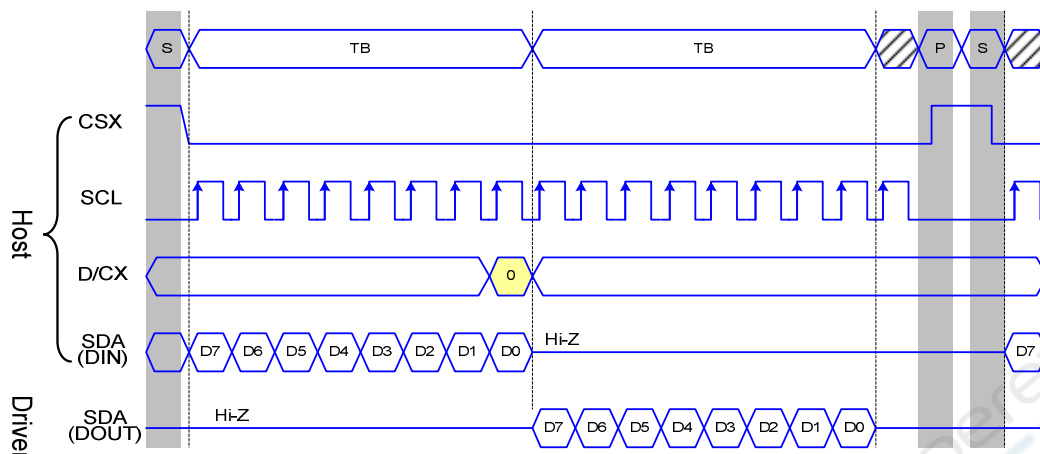 S TB TB P S
CSX
SCL
D/CX 0
SDA
(DIN) D7 D6 D5 D4 D3 D2 D1 D0 Hi-Z D7
SDA
(DOUT) Hi-Z D7 D6 D5 D4 D3 D2 D1 D0
Host
Driver